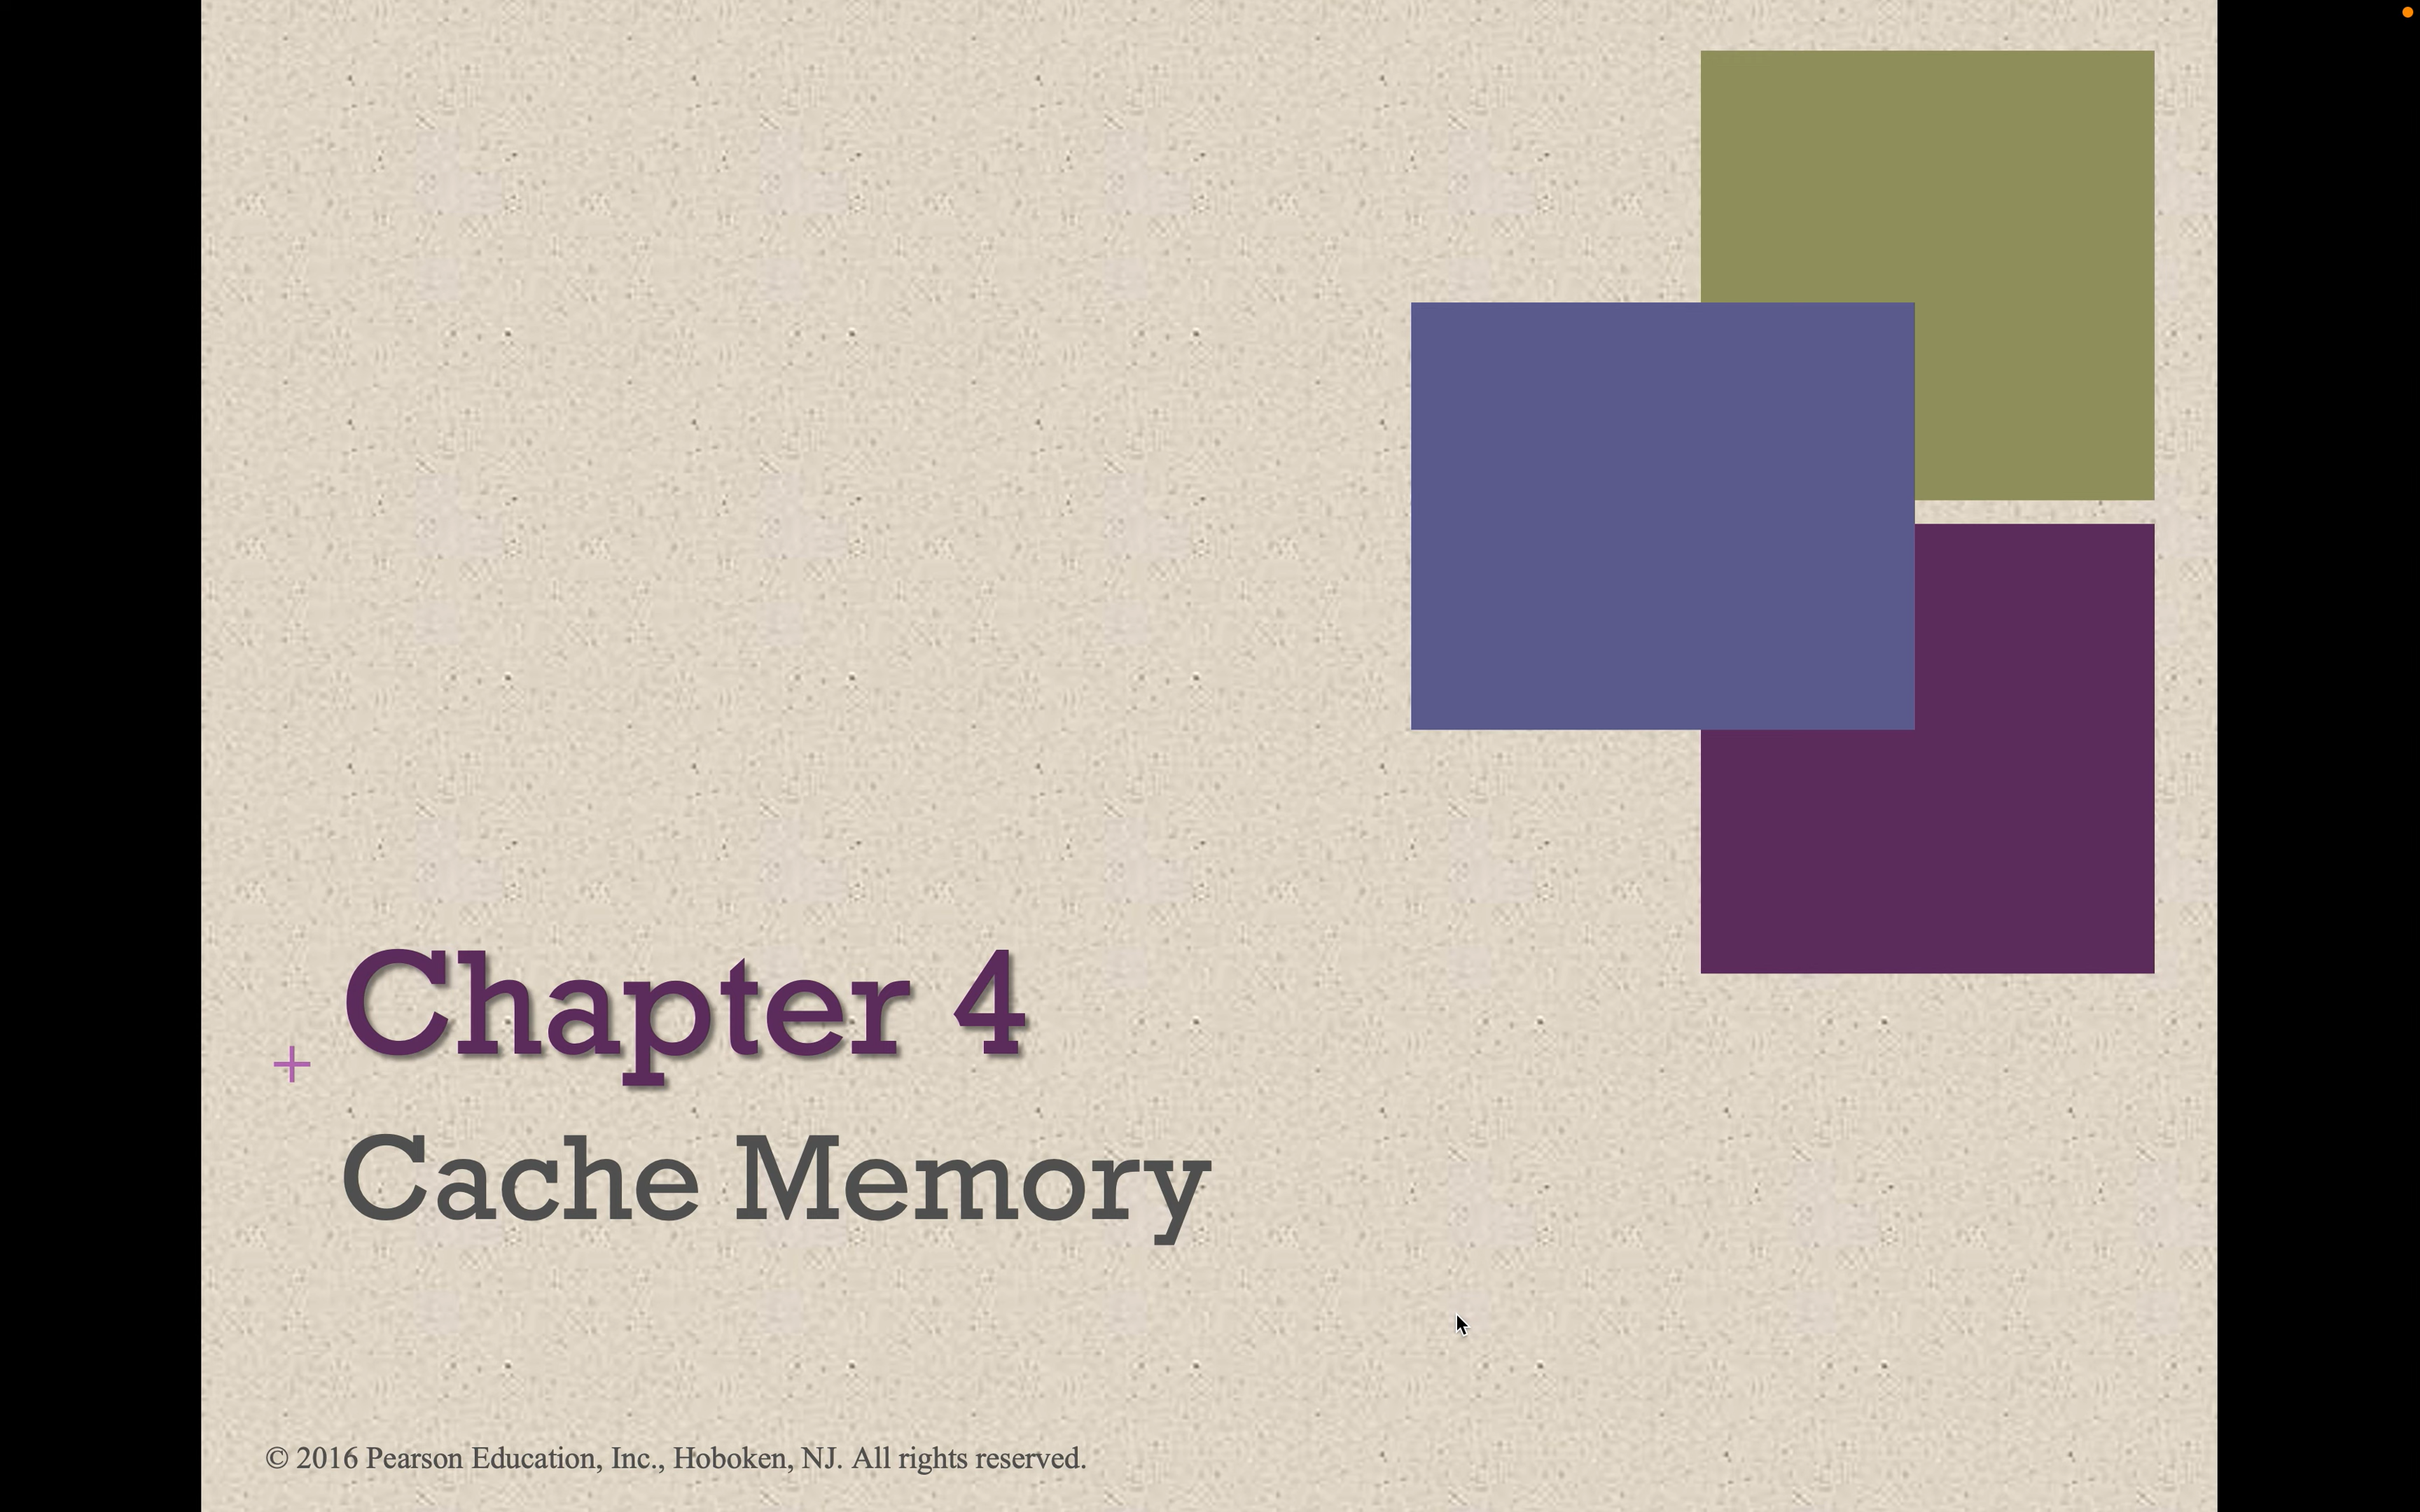 Chapter 4
Cache Memory
© 2016 Pearson Education, Inc., Hoboken, NJ. All rights reserved.